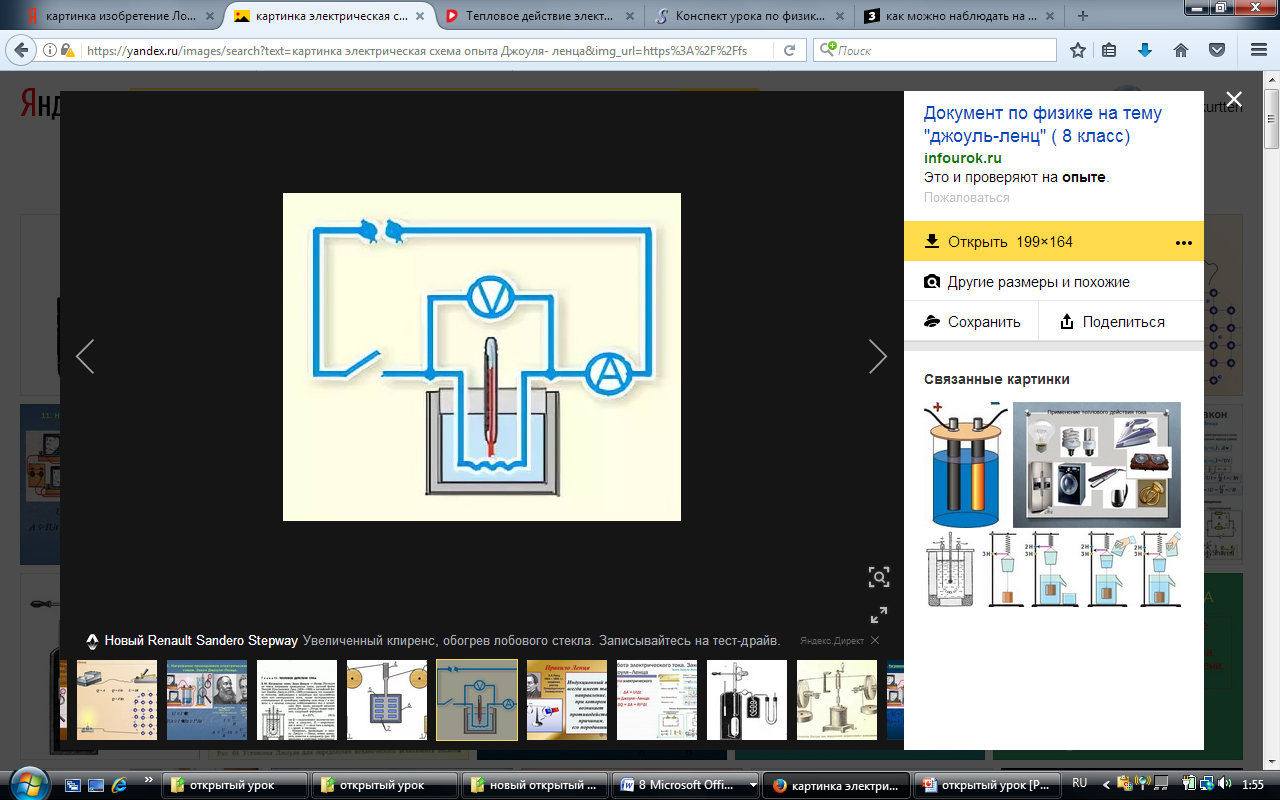 картинка изобретение Ло...
картинка электрическая с...
Тепловое действие элект...
Конспект урока по физик...
3 как можно наблюдать на ...
https://yandex.ru/images/search?text=картинка электрическая схема опыта Джоуля- ленца&img_url=https%3A%2F%2Ffs
Поиск
Янд
kurtteh
Документ по физике на тему
"джоуль-ленц" ( 8 класс)
infourok.ru
Это и проверяют на опыте.
Пожаловаться
Открыть 199×164
Другие размеры и похожие
Сохранить
Поделиться
Связанные картинки
V
A
+ -
Применение теплового действия тока
Новый Renault Sandero Stepway Увеличенный клиренс, обогрев лобового стекла. Записывайтесь на тест-драйв.
Яндекс.Директ
Правило Ленца
открытый урок
открытый урок
новый открытый ...
8 Microsoft Offi...
картинка электри...
открытый урок [Р...
RU
1:55